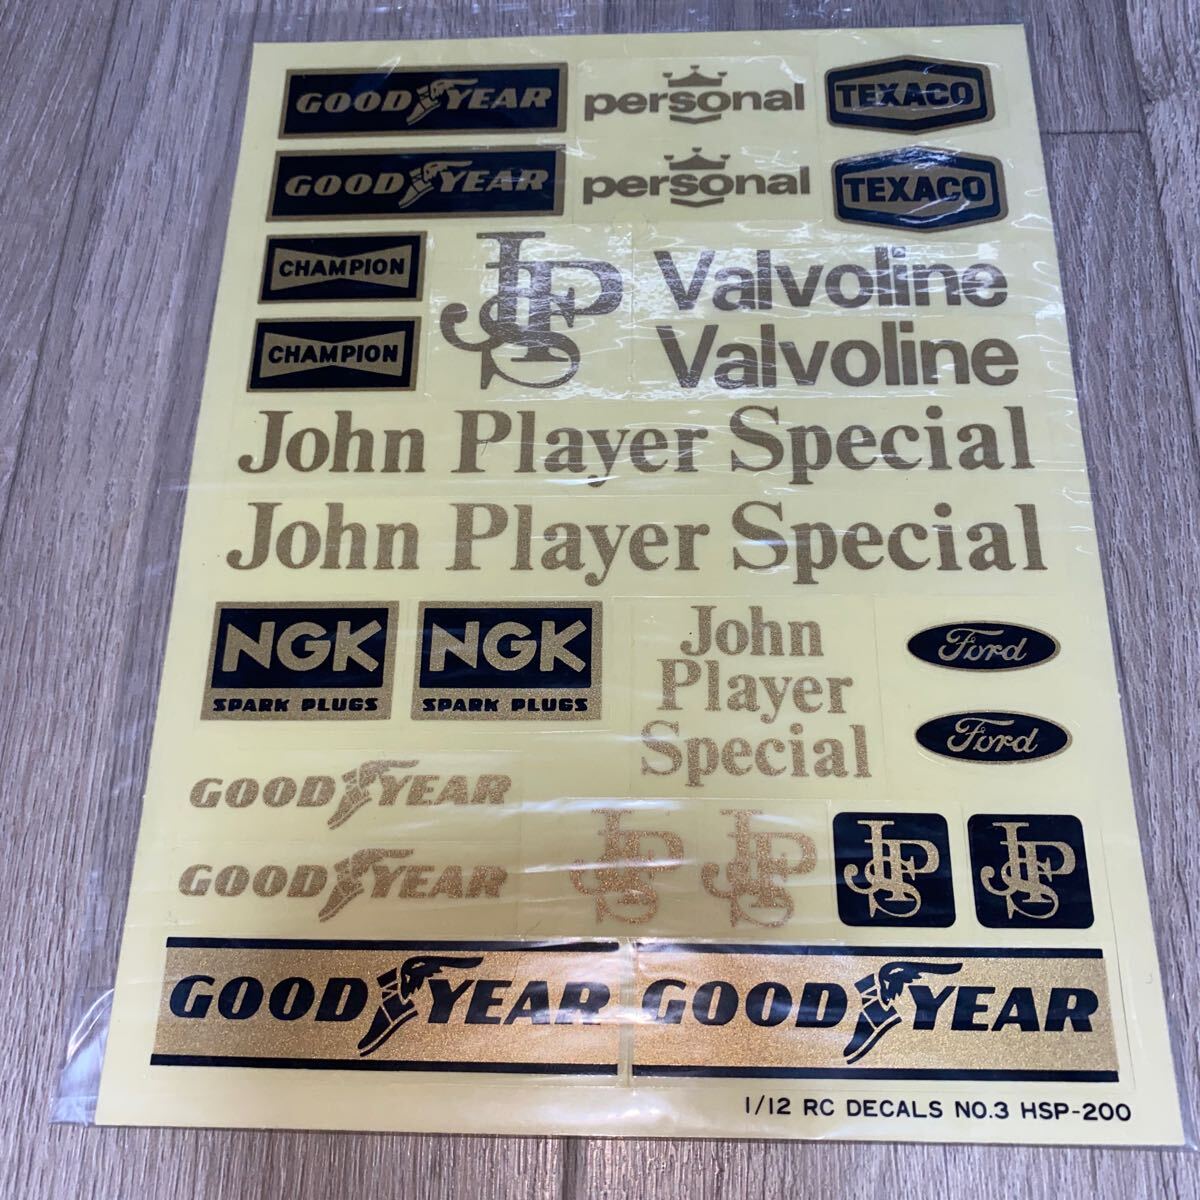 GOODYEAR personal TEXACO
GOODYEAR personal TEXACO
CHAMPION JPS Valvoline
CHAMPION Valvoline
John Player Special
John Player Special
NGK NGK John Ford
SPARK PLUGS SPARK PLUGS Player
Special Ford
GOODYEAR
GOODYEAR JPS JPS JPS JPS
GOODYEAR GOODYEAR
1/12 RC DECALS NO.3 HSP-200